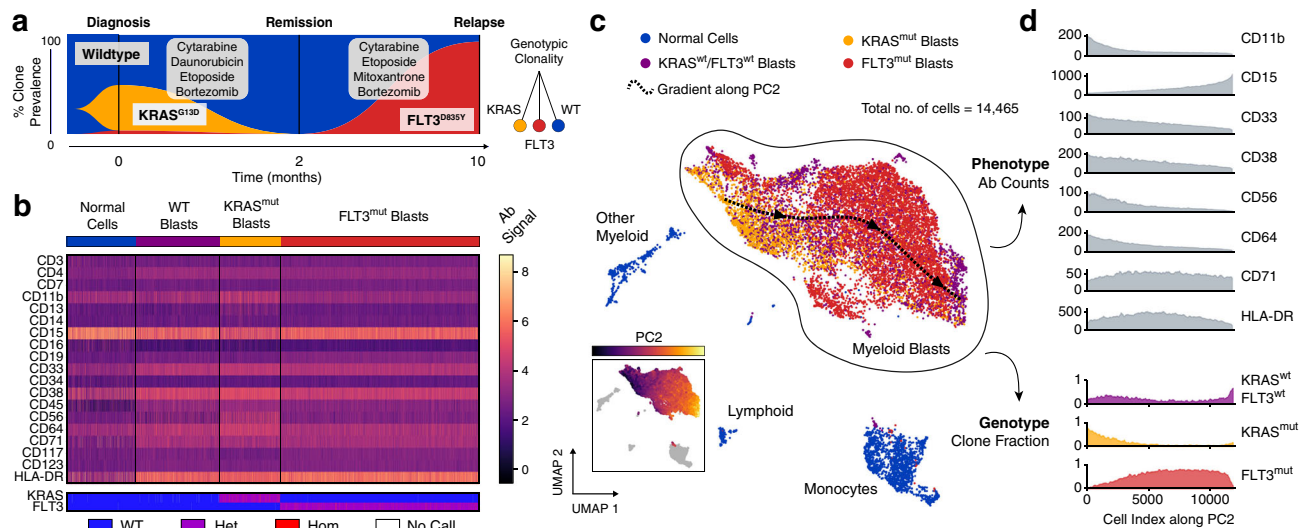 a
Diagnosis
Remission
Relapse
100
% Clone
Prevalence
0
Wildtype
Cytarabine
Daunorubicin
Etoposide
Bortezomib
KRASG13D
Cytarabine
Etoposide
Mitoxantrone
Bortezomib
FLT3D835Y
Genotypic
Clonality
KRAS
WT
FLT3
0
2
10
Time (months)
b
Normal
Cells
WT
Blasts
KRASmut
Blasts
FLT3mut Blasts
CD3
CD4
CD7
CD11b
CD13
CD14
CD15
CD16
CD19
CD33
CD34
CD38
CD45
CD56
CD64
CD71
CD117
CD123
HLA-DR
KRAS
FLT3
WT
Het
Hom
No Call
Ab
Signal
8
6
4
2
0
c
Normal Cells
KRASmut Blasts
KRASwt/FLT3wt Blasts
FLT3mut Blasts
Gradient along PC2
Total no. of cells = 14,465
Other
Myeloid
Myeloid Blasts
PC2
Lymphoid
Monocytes
UMAP 2
UMAP 1
Phenotype
Ab Counts
Genotype
Clone Fraction
d
200
0
CD11b
1000
0
CD15
100
0
CD33
200
0
CD38
100
0
CD56
200
0
CD64
50
0
CD71
500
0
HLA-DR
1
0
KRASwt
FLT3wt
1
0
KRASmut
1
0
FLT3mut
0
5000
10000
Cell Index along PC2